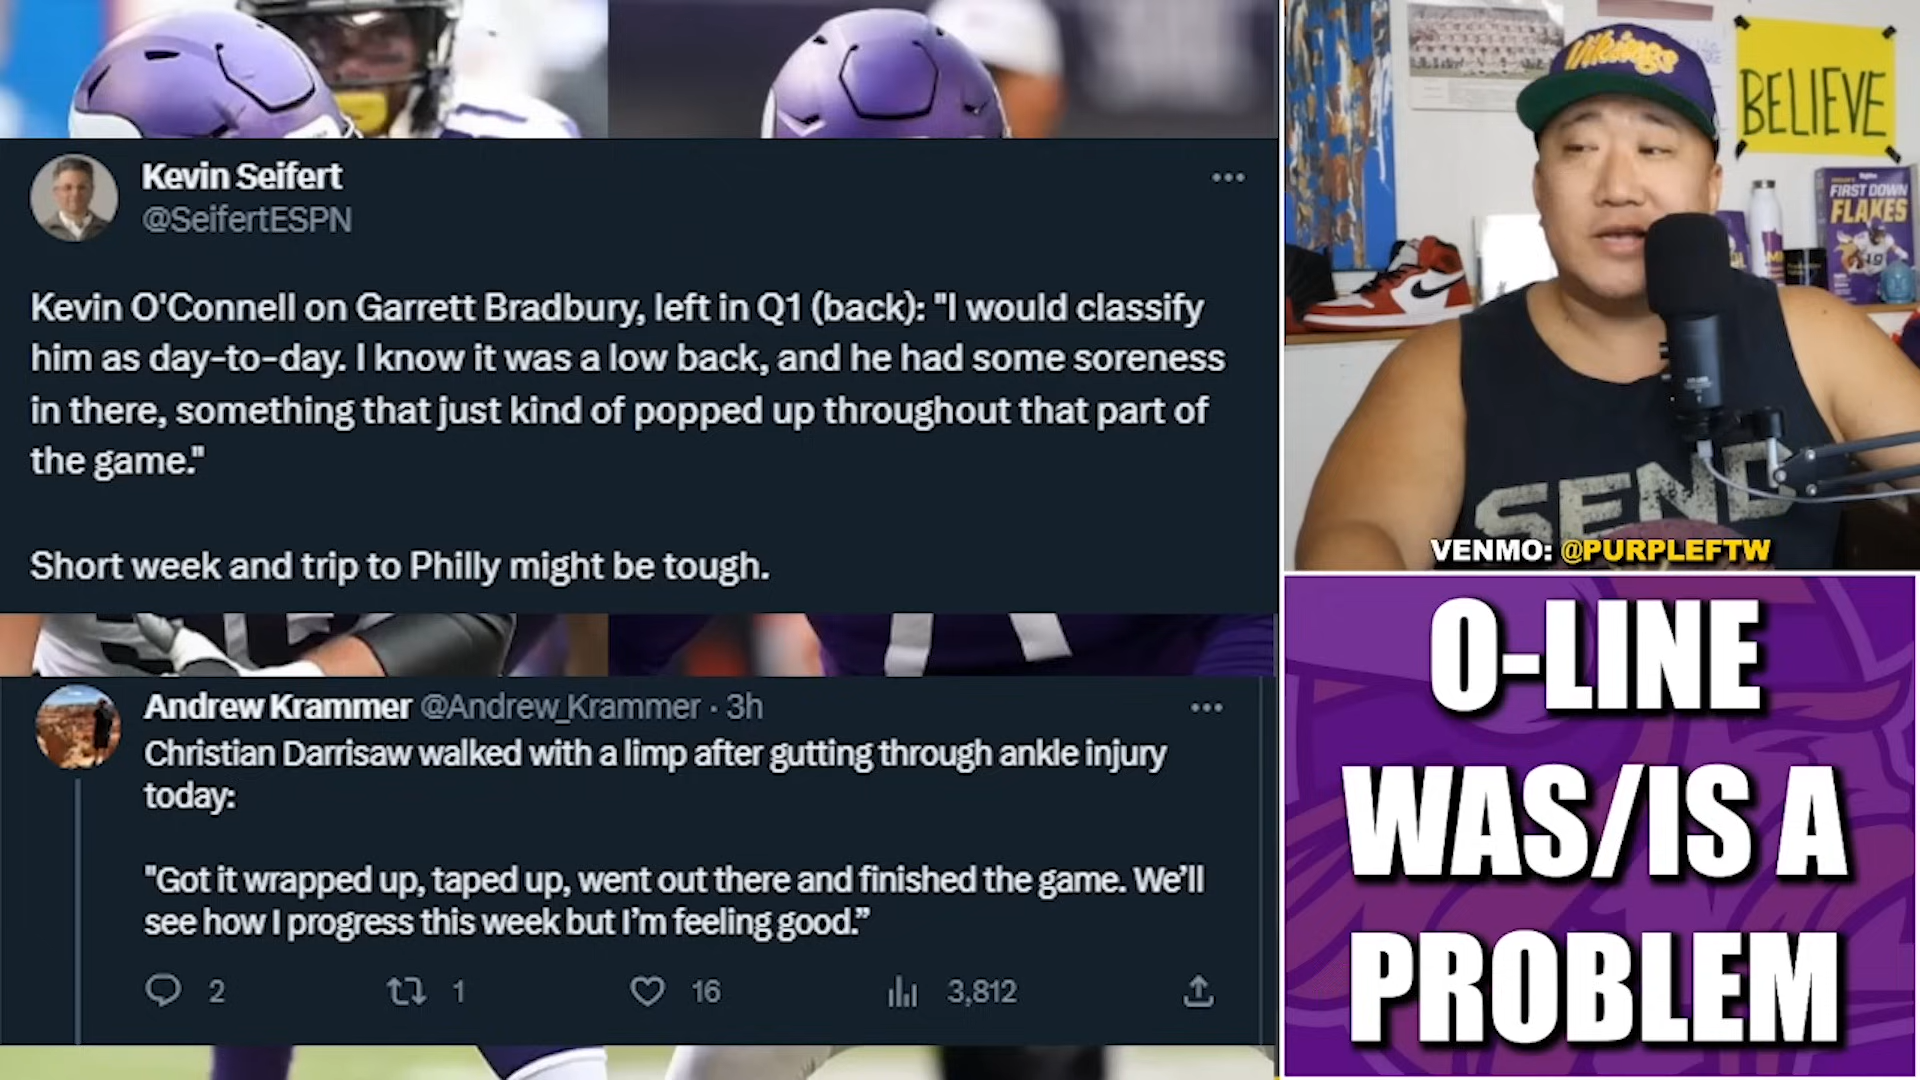 Kevin Seifert
@SeifertESPN
Kevin O'Connell on Garrett Bradbury, left in Q1 (back): "I would classify
him as day-to-day. I know it was a low back, and he had some soreness
in there, something that just kind of popped up throughout that part of
the game."
Short week and trip to Philly might be tough.
Andrew Krammer @Andrew_Krammer · 3h
Christian Darrisaw walked with a limp after gutting through ankle injury
today:
"Got it wrapped up, taped up, went out there and finished the game. We’ll
see how I progress this week but I’m feeling good.”
2 1 16 3,812
Vikings
BELIEVE
FIRST DOWN
FLAKES
SEND
VENMO: @PURPLEFTW
O-LINE
WAS/IS A
PROBLEM